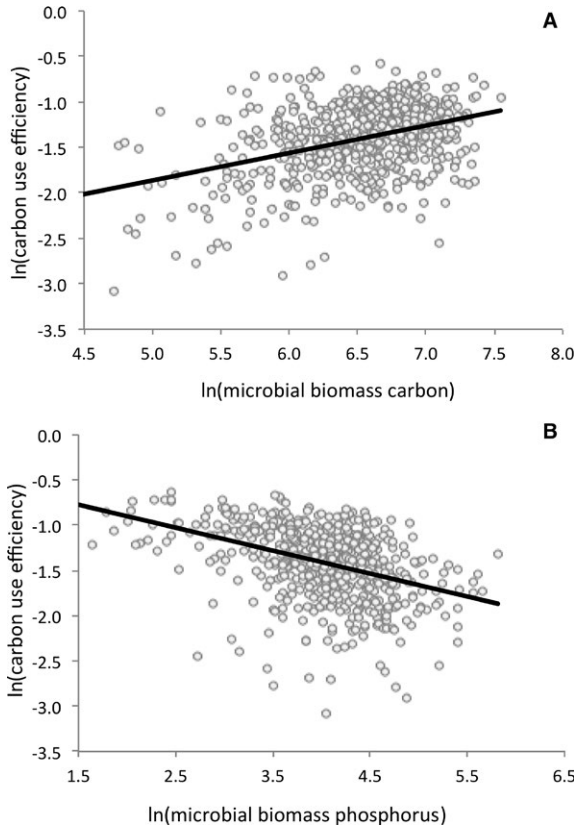 A
0.0
-0.5
-1.0
-1.5
-2.0
-2.5
-3.0
-3.5
ln(carbon use efficiency)
4.5 5.0 5.5 6.0 6.5 7.0 7.5 8.0
ln(microbial biomass carbon)
B
0.0
-0.5
-1.0
-1.5
-2.0
-2.5
-3.0
-3.5
ln(carbon use efficiency)
1.5 2.5 3.5 4.5 5.5 6.5
ln(microbial biomass phosphorus)